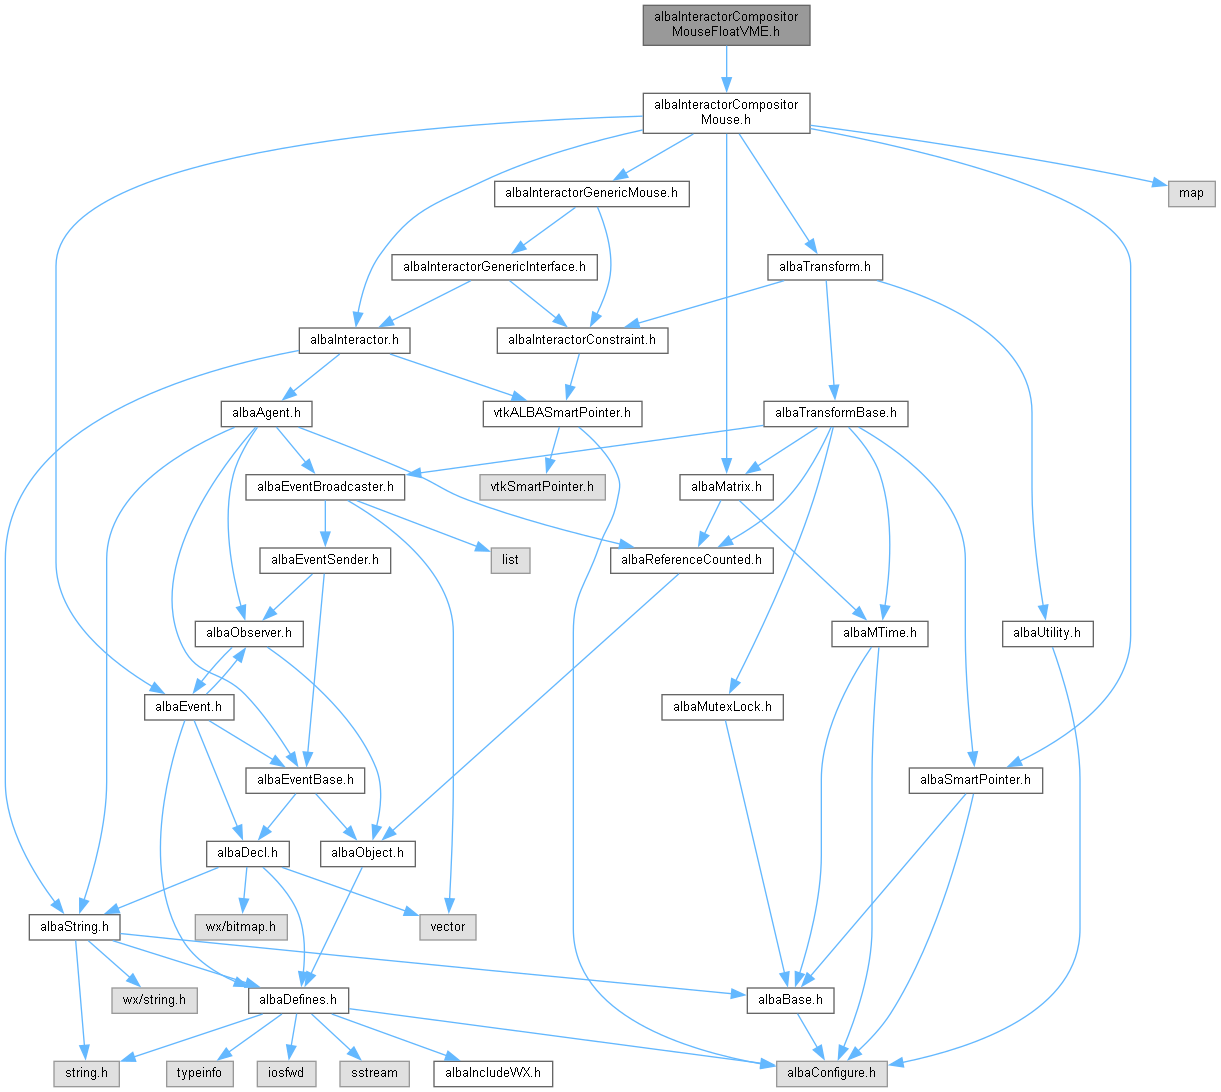 albaInteractorCompositor
MouseFloatVME.h
albaInteractorCompositor
Mouse.h
albaInteractorGenericMouse.h
map
albaInteractorGenericInterface.h
albaTransform.h
albaInteractor.h
albaInteractorConstraint.h
albaAgent.h
vtkALBASmartPointer.h
albaTransformBase.h
albaEventBroadcaster.h
vtkSmartPointer.h
albaMatrix.h
albaEventSender.h
list
albaReferenceCounted.h
albaObserver.h
albaMTime.h
albaUtility.h
albaEvent.h
albaMutexLock.h
albaEventBase.h
albaSmartPointer.h
albaDecl.h
albaObject.h
albaString.h
wx/bitmap.h
vector
wx/string.h
albaDefines.h
albaBase.h
string.h
typeinfo
iosfwd
sstream
albaIncludeWX.h
albaConfigure.h